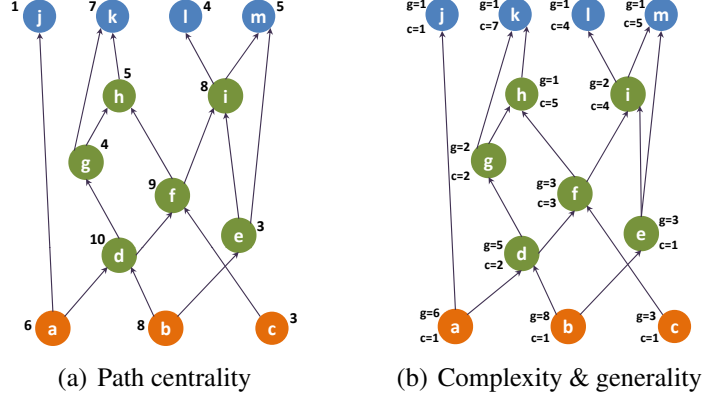 1 j 7 k l 4 m 5
5 h 8 i
4 g
9 f
10 d e 3
6 a 8 b c 3
(a) Path centrality
g=1 c=1 j g=1 c=7 k g=1 c=4 l g=1 c=5 m
h g=1 c=5 g=2 c=4 i
g=2 c=2 g
g=3 c=3 f
g=5 c=2 d e g=3 c=1
g=6 c=1 a g=8 c=1 b g=3 c=1 c
(b) Complexity & generality